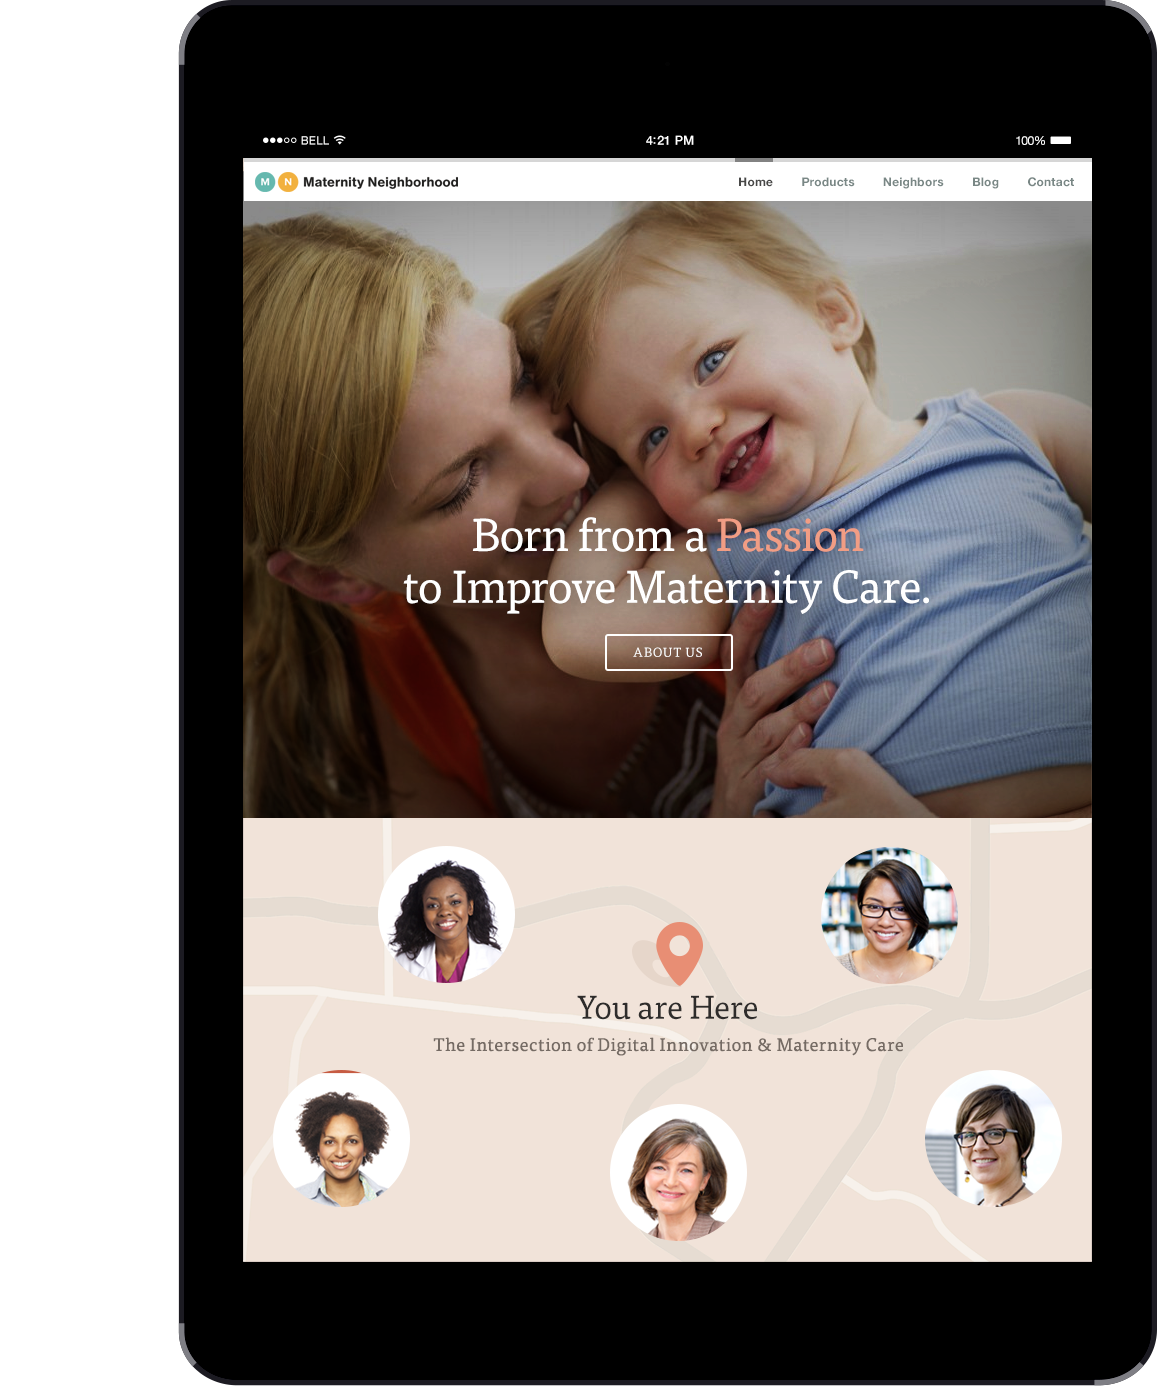 BELL 4:21 PM 100%
M N Maternity Neighborhood Home Products Neighbors Blog Contact
Born from a Passion
to Improve Maternity Care.
ABOUT US
You are Here
The Intersection of Digital Innovation & Maternity Care